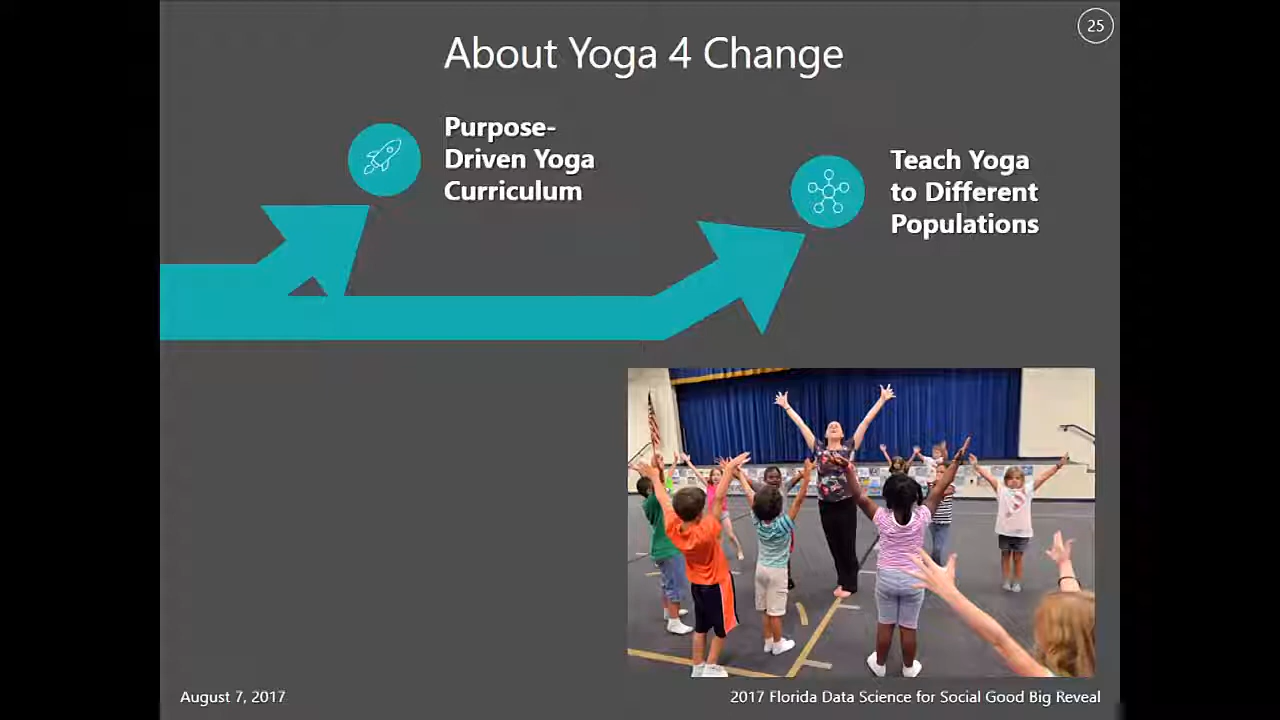 25
About Yoga 4 Change
Purpose-
Driven Yoga
Curriculum
Teach Yoga
to Different
Populations
August 7, 2017
2017 Florida Data Science for Social Good Big Reveal